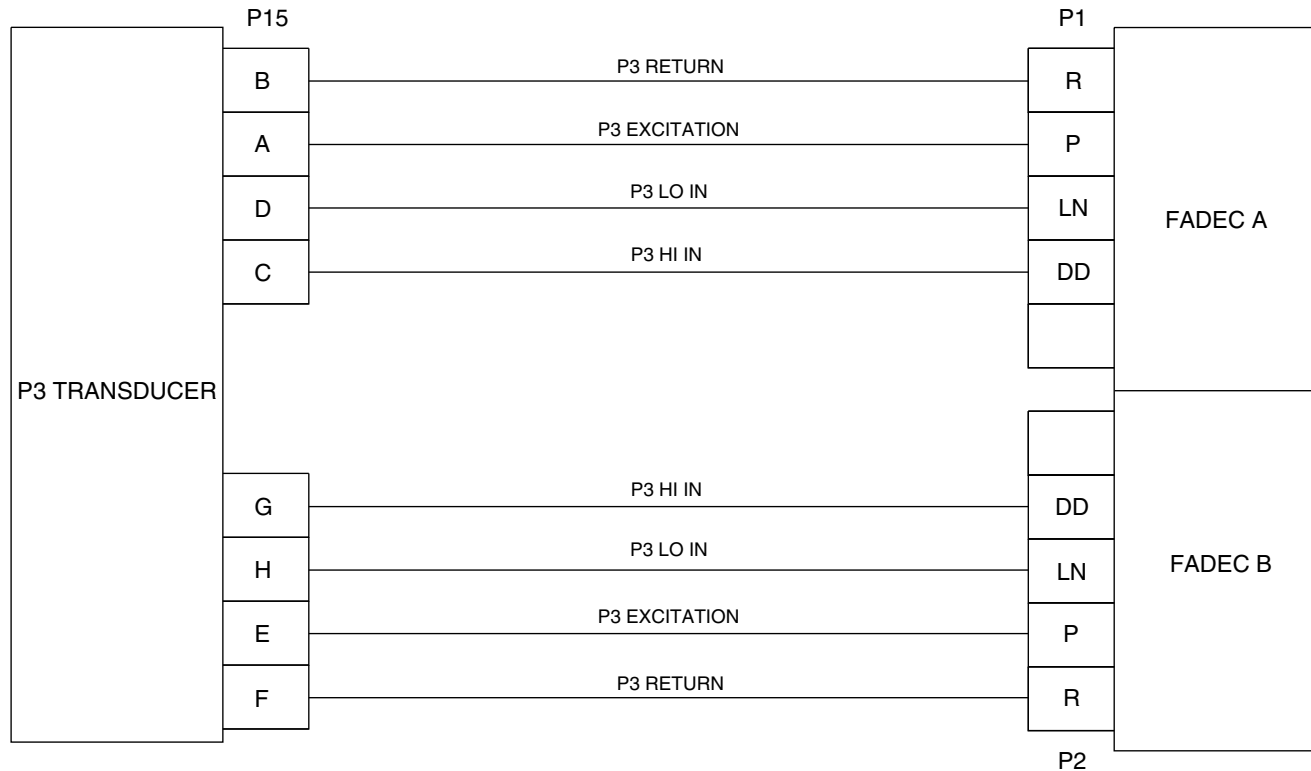 P15 P1
B P3 RETURN R
A P3 EXCITATION P
D P3 LO IN LN
FADEC A
C P3 HI IN DD
P3 TRANSDUCER
G P3 HI IN DD
H P3 LO IN LN
FADEC B
E P3 EXCITATION P
F P3 RETURN R
P2